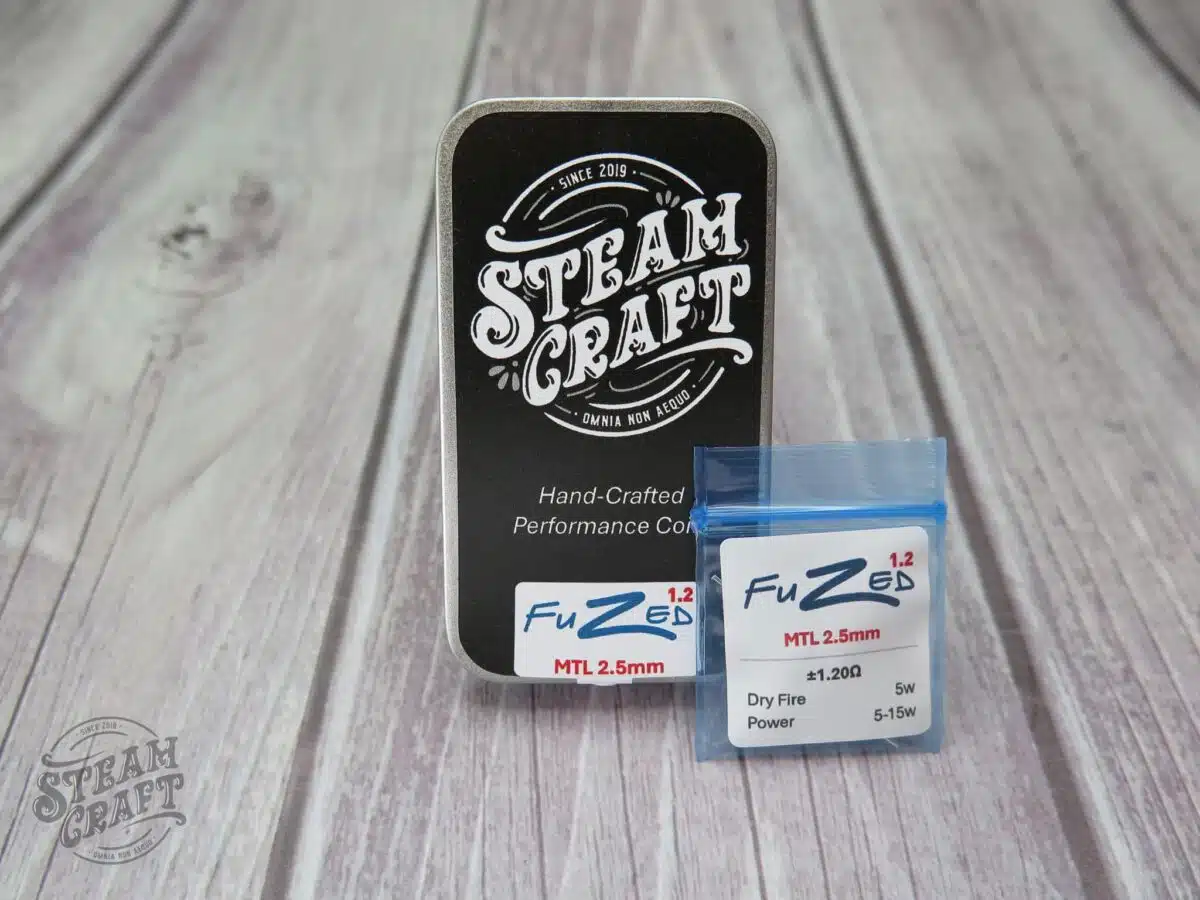 SINCE 2019
STEAM
CRAFT
OMNIA NON AEQUO
Hand-Crafted
Performance
FuZED 1.2
MTL 2.5mm
FuZED 1.2
MTL 2.5mm
±1.20Ω
Dry Fire 5w
Power 5-15w
SINCE 2019
STEAM
CRAFT
OMNIA NON AEQUO